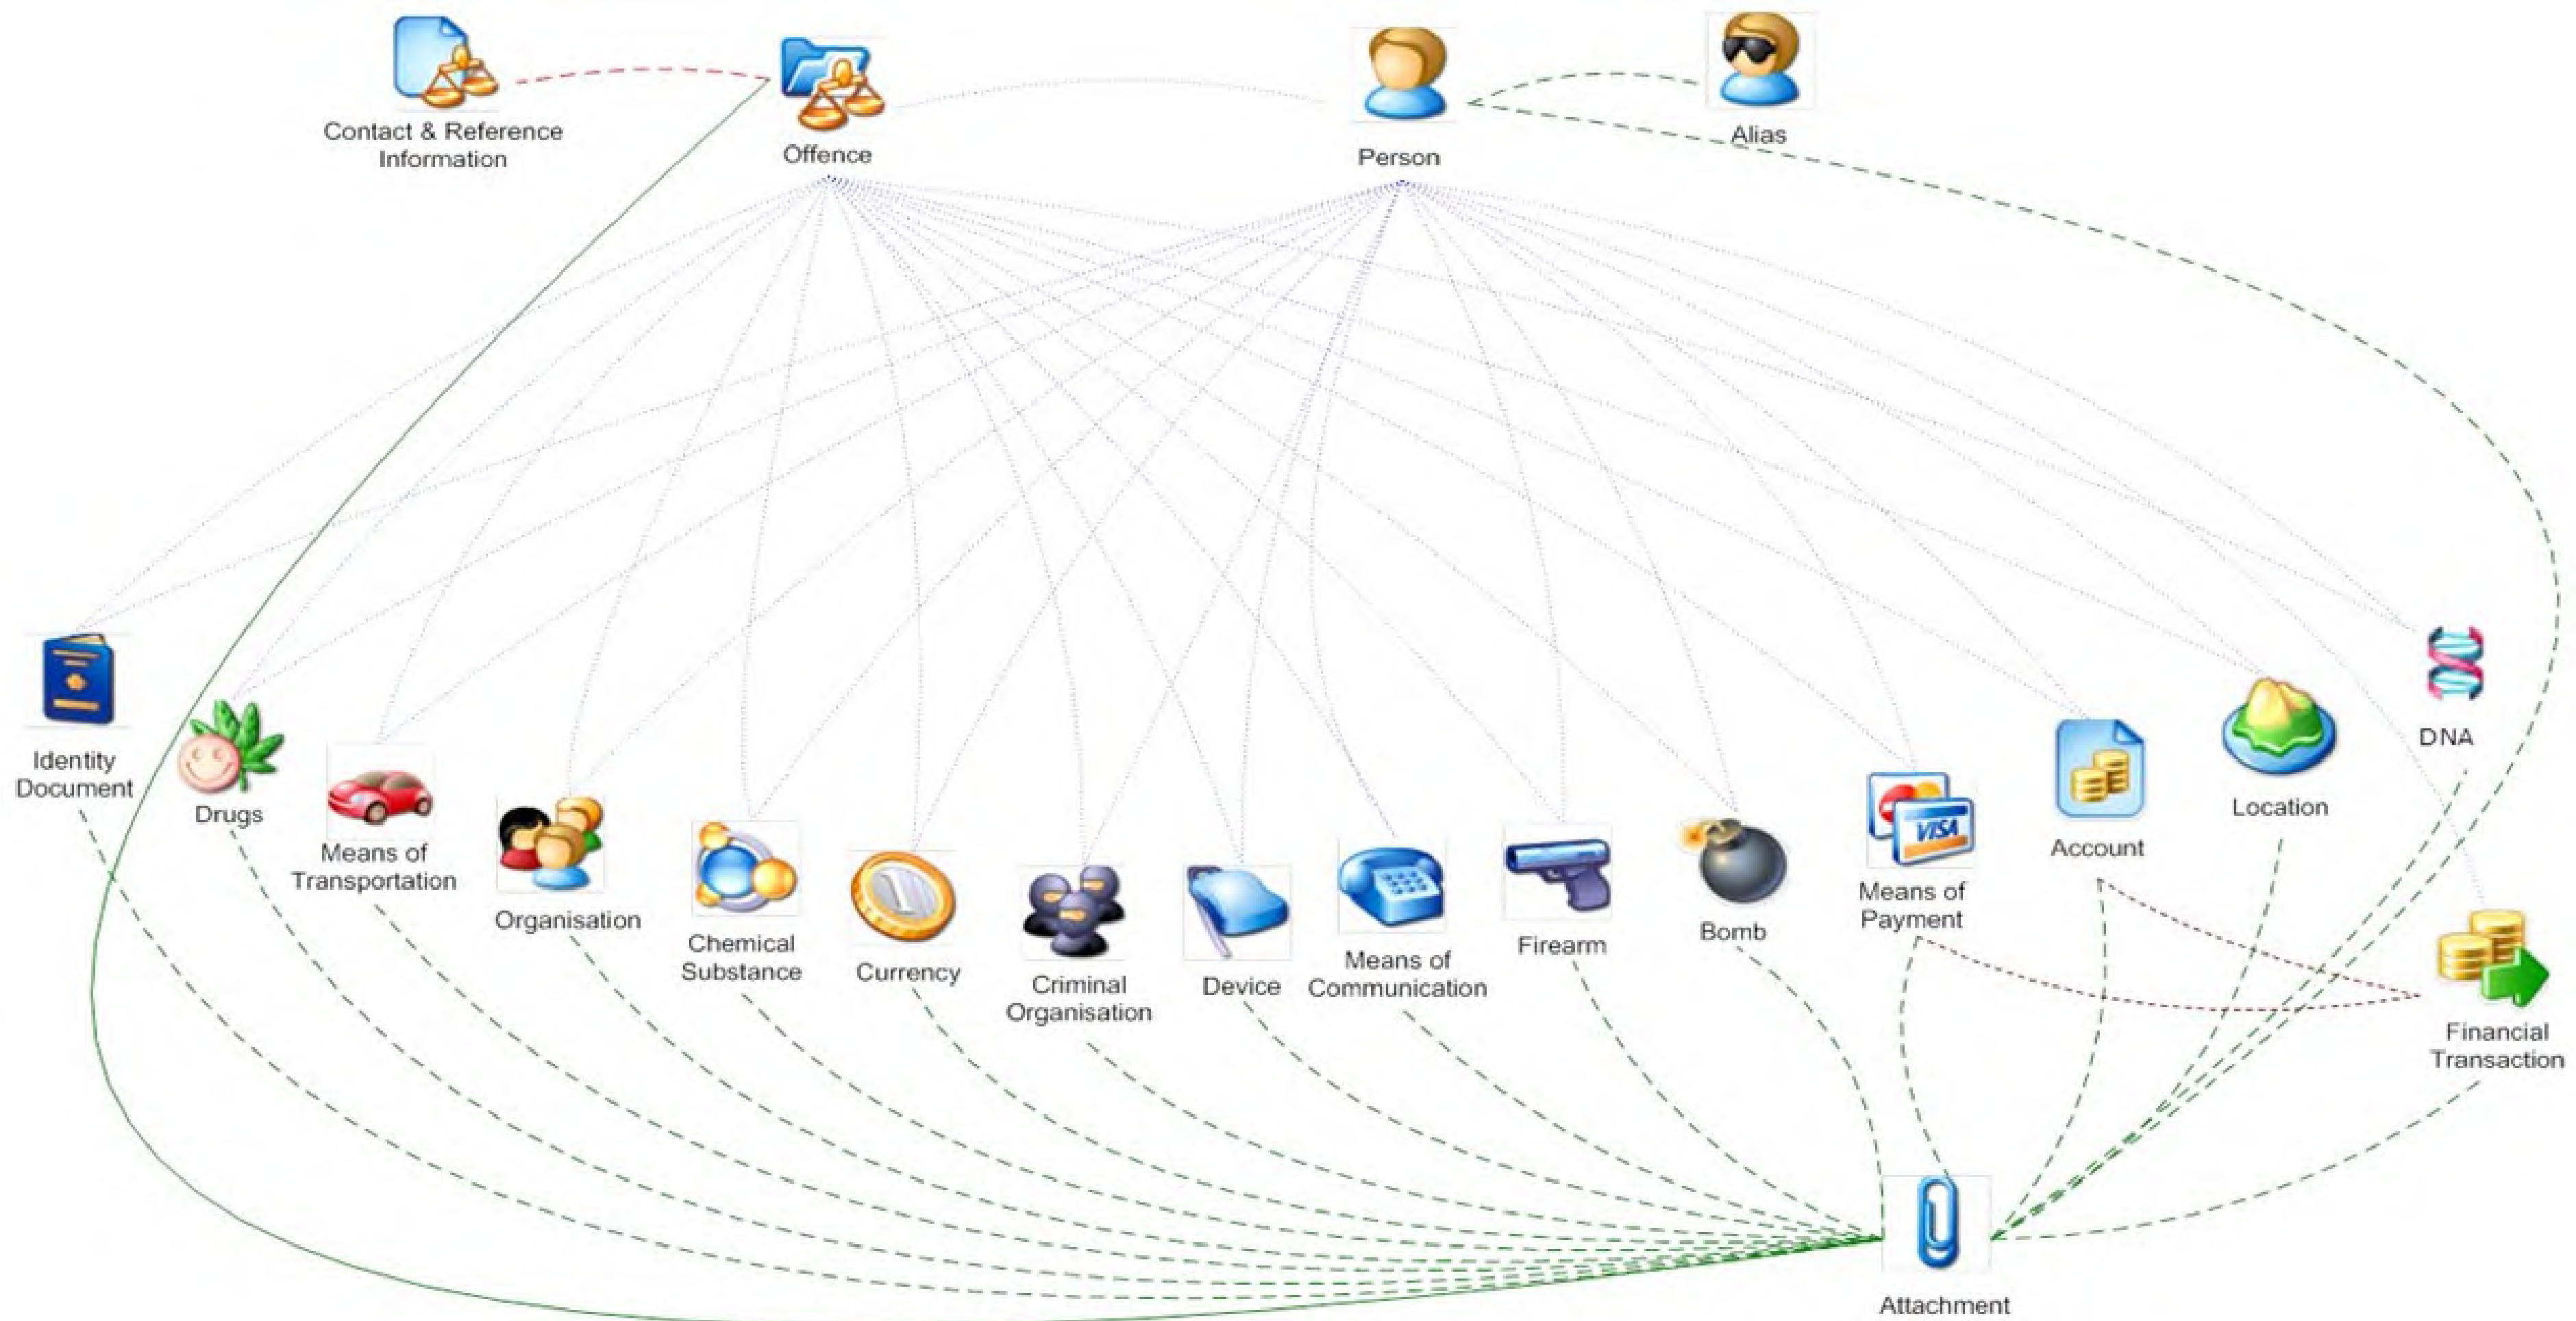 Contact & Reference
Information
Offence
Person
Alias
Identity
Document
Drugs
Means of
Transportation
Organisation
Chemical
Substance
Currency
Criminal
Organisation
Device
Means of
Communication
Firearm
Bomb
VISA
Means of
Payment
Account
Location
DNA
Financial
Transaction
Attachment